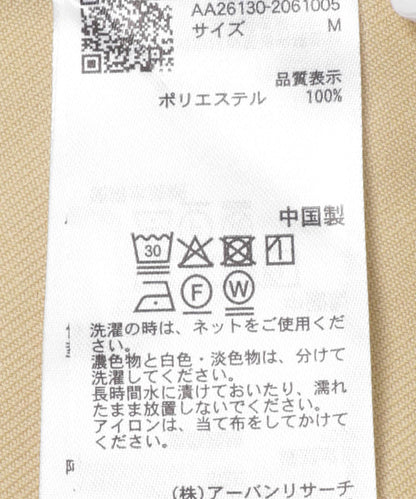 AA26130-2061005
サイズ M
品質表示
ポリエステル 100%
中国製
30
F W
洗濯の時は、ネットをご使用くだ
さい。
濃色物と白色・淡色物は、分けて
洗濯してください。
長時間水に漬けておいたり、濡れ
たまま放置しないでください。
アイロンは、当て布をしてかけて
ください。
(株)アーバンリサーチ